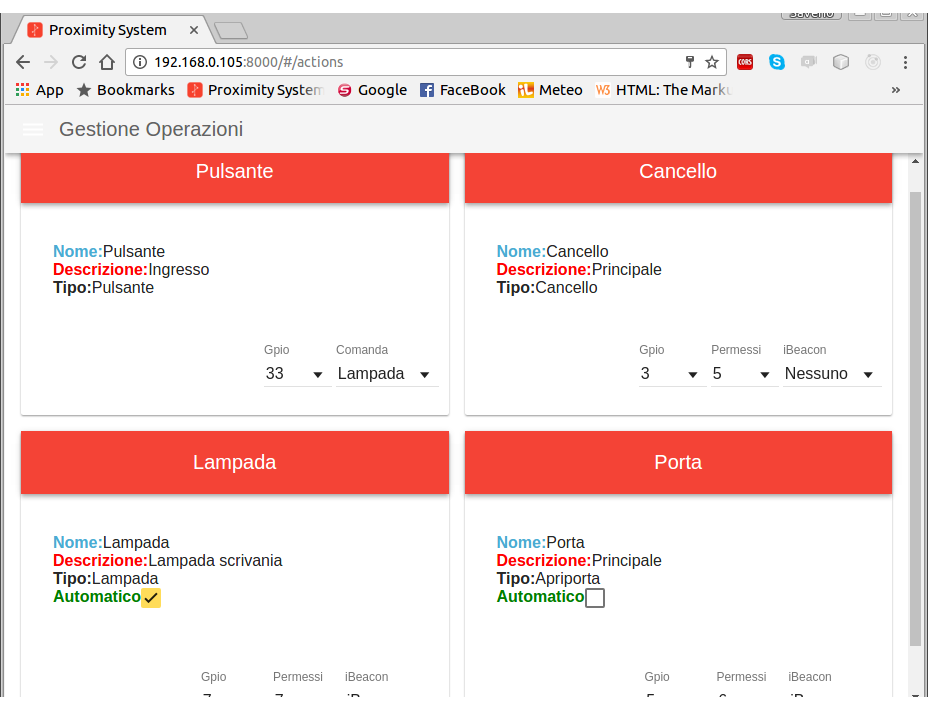 Proximity System
192.168.0.105:8000/#/actions
CORS
App Bookmarks Proximity System Google FaceBook Meteo W3 HTML: The Marku »
Gestione Operazioni
Pulsante
Nome:Pulsante
Descrizione:Ingresso
Tipo:Pulsante
Gpio Comanda
33 Lampada
Cancello
Nome:Cancello
Descrizione:Principale
Tipo:Cancello
Gpio Permessi iBeacon
3 5 Nessuno
Lampada
Nome:Lampada
Descrizione:Lampada scrivania
Tipo:Lampada
Automatico
Gpio Permessi iBeacon
Porta
Nome:Porta
Descrizione:Principale
Tipo:Apriporta
Automatico
Gpio Permessi iBeacon